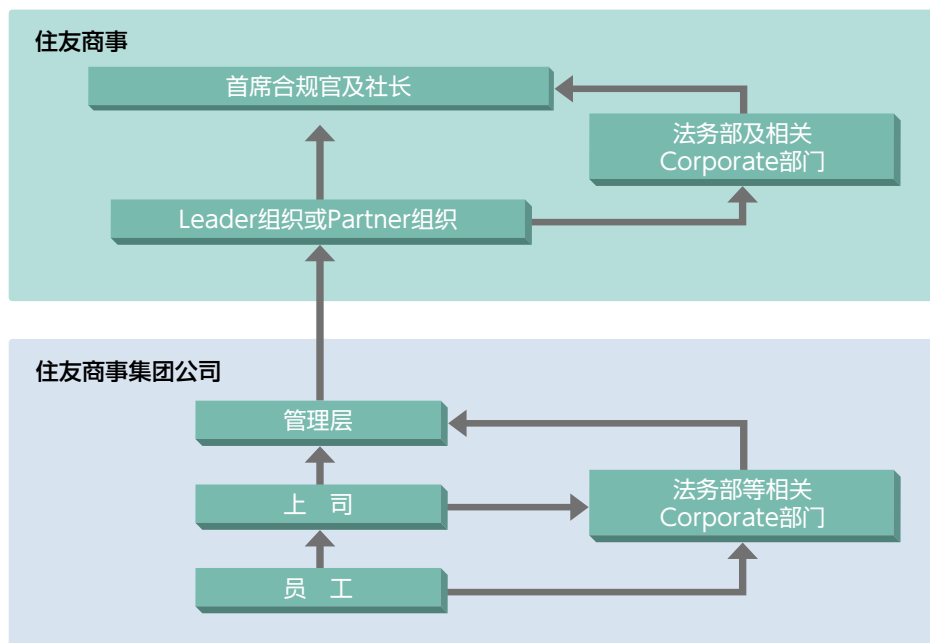 住友商事
首席合规官及社长
法务部及相关
Corporate部门
Leader组织或Partner组织
住友商事集团公司
管理层
上　司
法务部等相关
Corporate部门
员　工